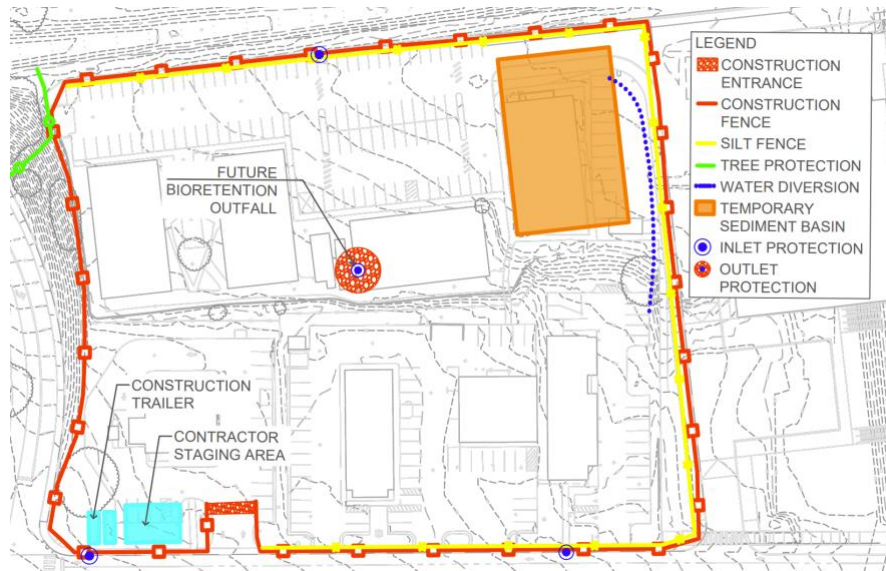 FUTURE
BIORETENTION
OUTFALL
CONSTRUCTION
TRAILER
CONTRACTOR
STAGING AREA
LEGEND
CONSTRUCTION
ENTRANCE
CONSTRUCTION
FENCE
SILT FENCE
TREE PROTECTION
WATER DIVERSION
TEMPORARY
SEDIMENT BASIN
INLET PROTECTION
OUTLET
PROTECTION